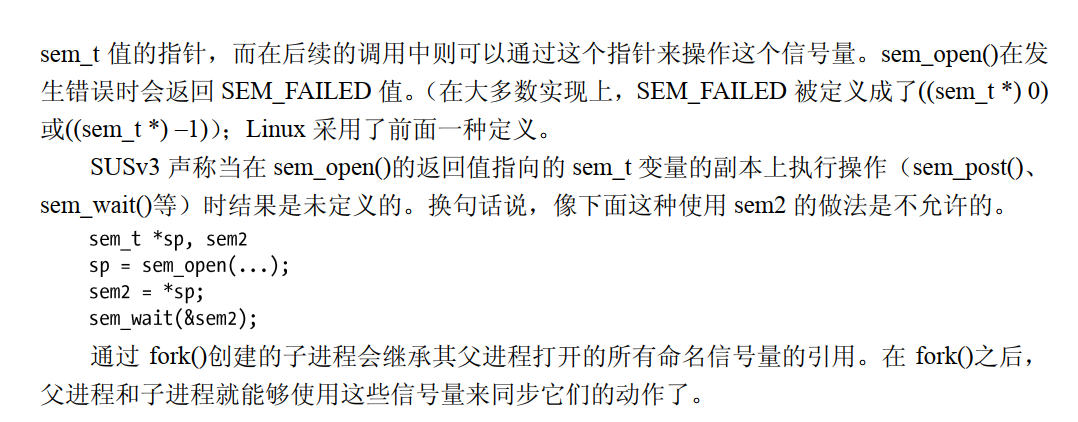 sem_t 值的指针，而在后续的调用中则可以通过这个指针来操作这个信号量。sem_open()在发
生错误时会返回 SEM_FAILED 值。（在大多数实现上，SEM_FAILED 被定义成了((sem_t *) 0)
或((sem_t *) –1)）；Linux 采用了前面一种定义。
SUSv3 声称当在 sem_open()的返回值指向的 sem_t 变量的副本上执行操作（sem_post()、
sem_wait()等）时结果是未定义的。换句话说，像下面这种使用 sem2 的做法是不允许的。
sem_t *sp, sem2
sp = sem_open(...);
sem2 = *sp;
sem_wait(&sem2);
通过 fork()创建的子进程会继承其父进程打开的所有命名信号量的引用。在 fork()之后，
父进程和子进程就能够使用这些信号量来同步它们的动作了。